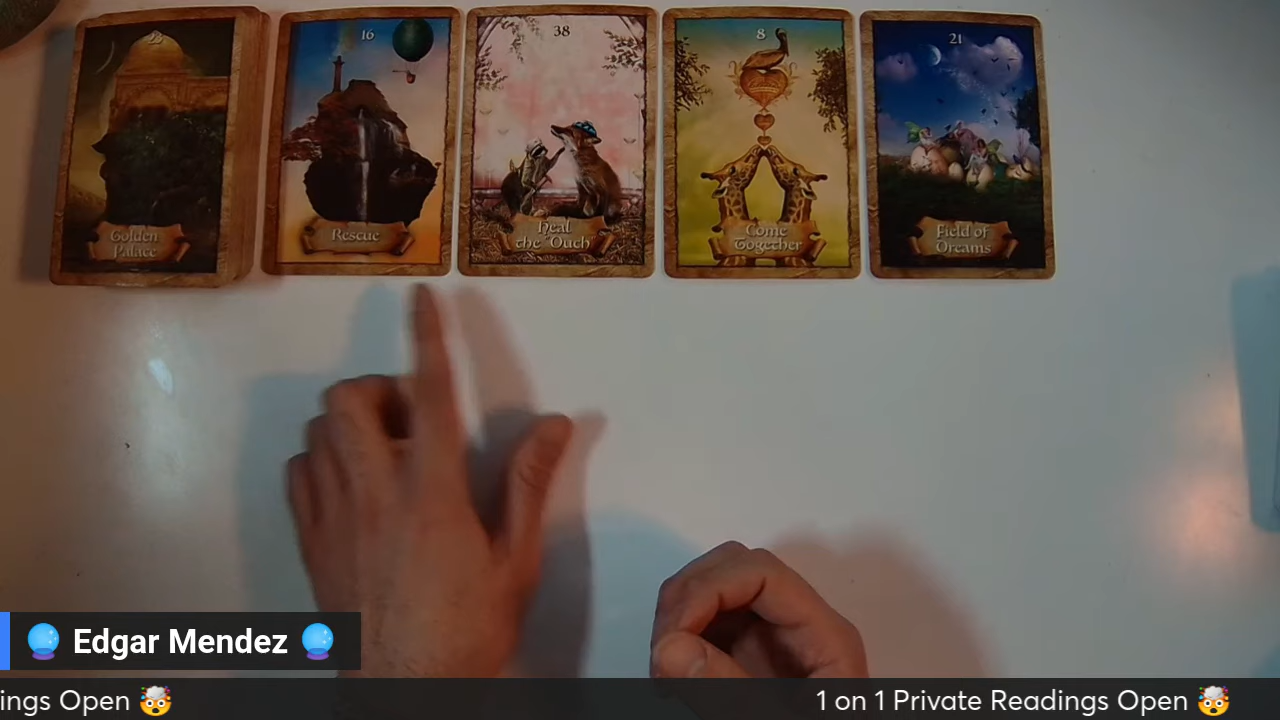 16
38
8
21
Golden
Palace
Rescue
Heal
the "Ouch"
Come
Together
Field of
Dreams
🔮 Edgar Mendez 🔮
ings Open 🤯
1 on 1 Private Readings Open 🤯